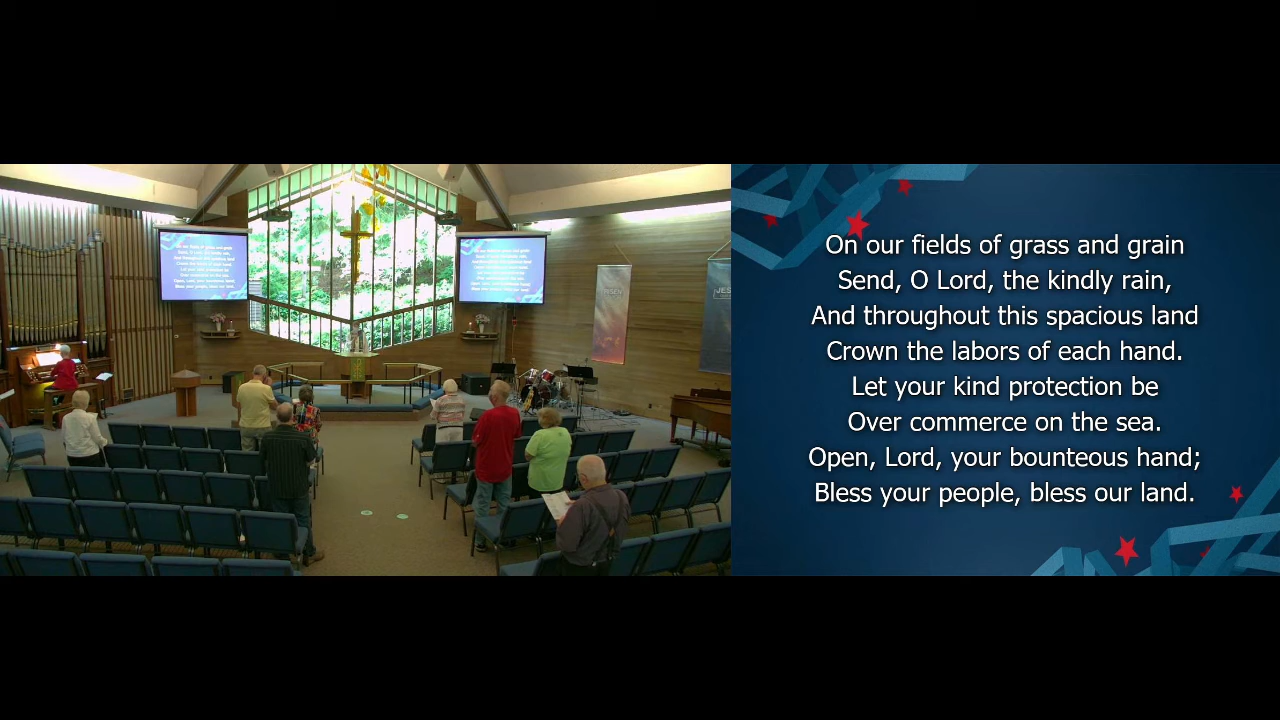 On our fields of grass and grain
Send, O Lord, the kindly rain,
And throughout this spacious land
Crown the labors of each hand.
Let your kind protection be
Over commerce on the sea.
Open, Lord, your bounteous hand;
Bless your people, bless our land.